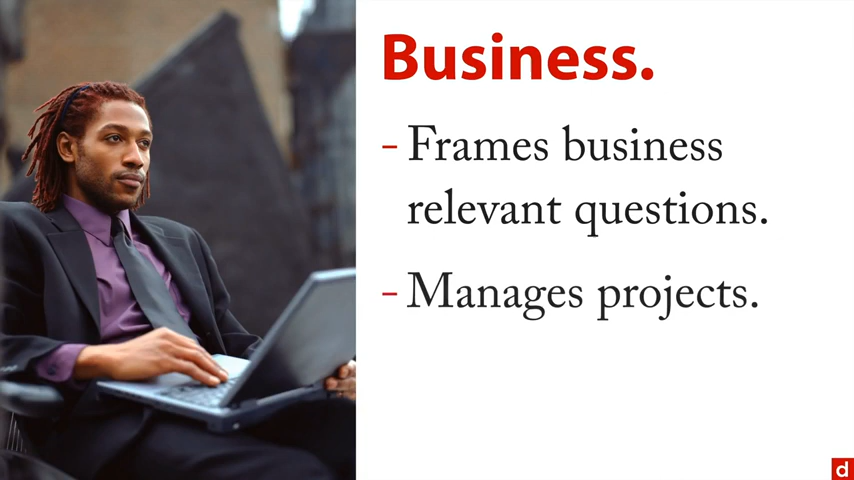 Business.
- Frames business
relevant questions.
- Manages projects.
d